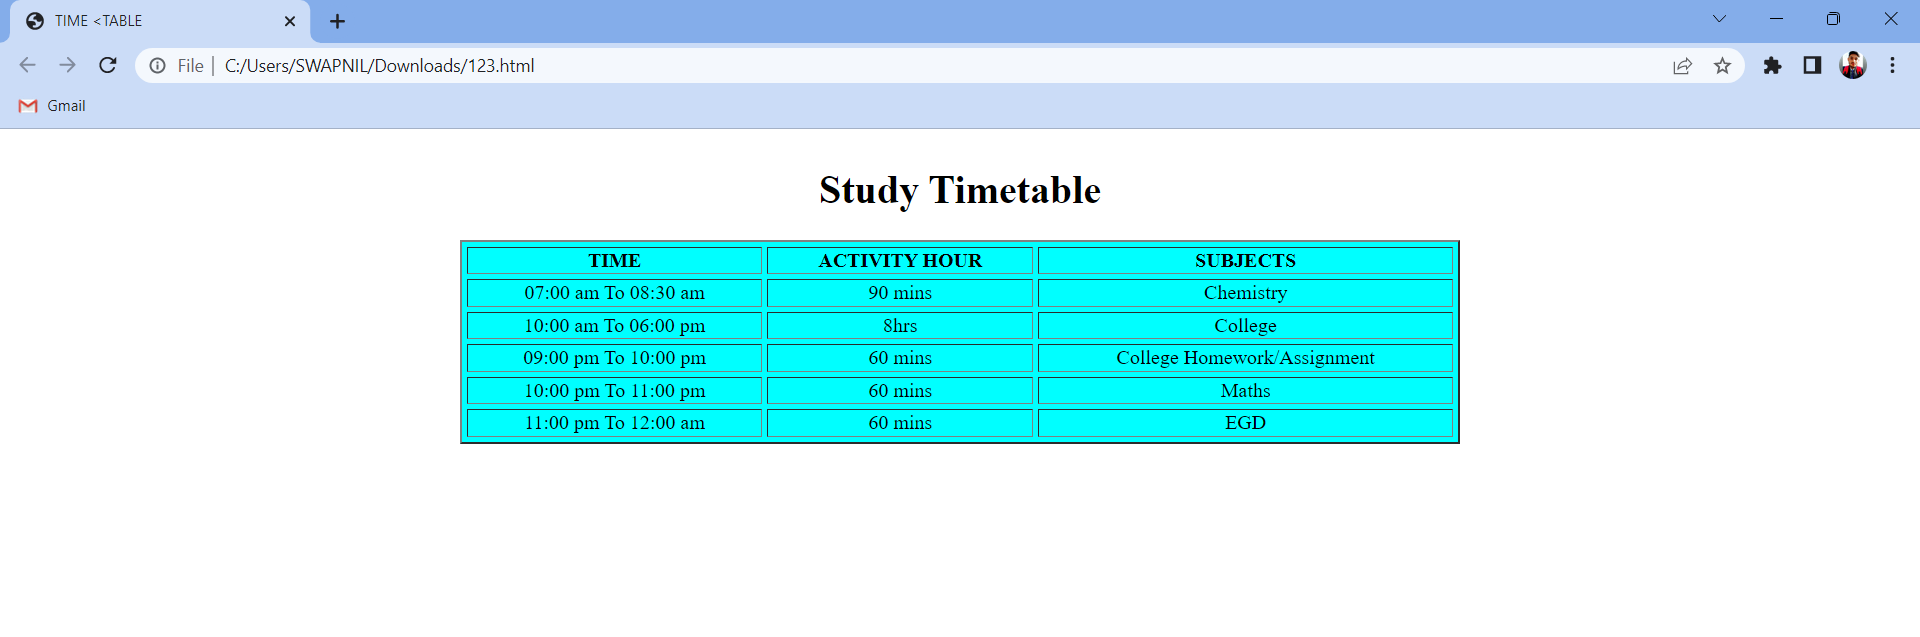 TIME <TABLE
File | C:/Users/SWAPNIL/Downloads/123.html
Gmail
Study Timetable
TIME ACTIVITY HOUR SUBJECTS
07:00 am To 08:30 am 90 mins Chemistry
10:00 am To 06:00 pm 8hrs College
09:00 pm To 10:00 pm 60 mins College Homework/Assignment
10:00 pm To 11:00 pm 60 mins Maths
11:00 pm To 12:00 am 60 mins EGD